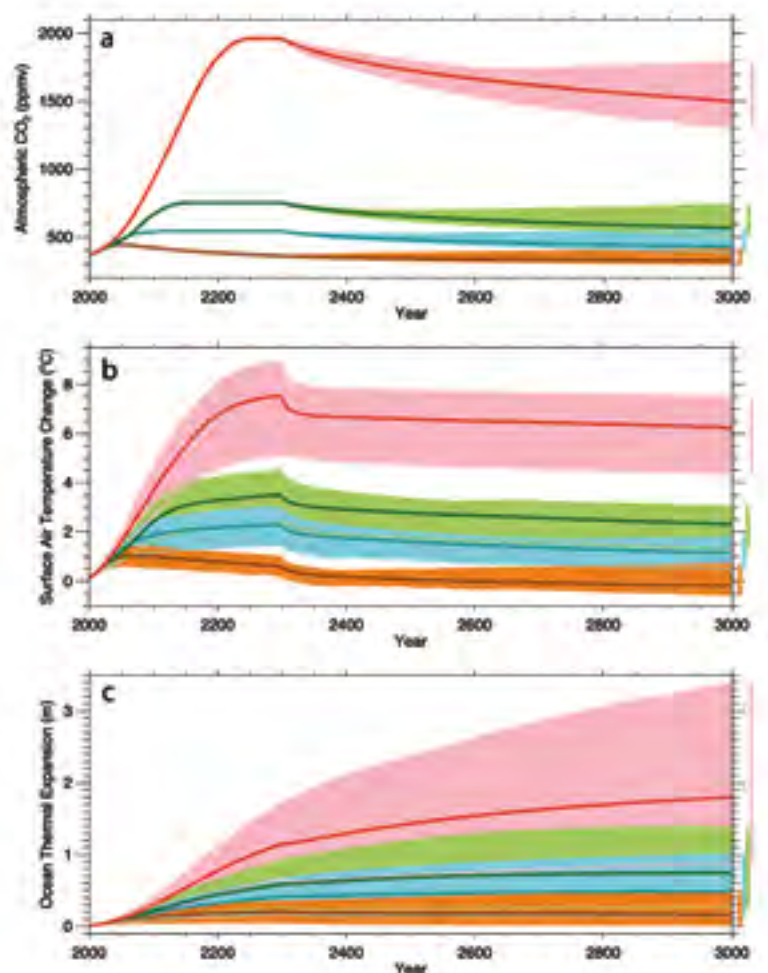 a
Atmospheric CO₂ (ppmv)
2000
1500
1000
500
2000 2200 2400 2600 2800 3000
Year
b
Surface Air Temperature Change (°C)
8
6
4
2
0
2000 2200 2400 2600 2800 3000
Year
c
Ocean Thermal Expansion (m)
3
2
1
0
2000 2200 2400 2600 2800 3000
Year